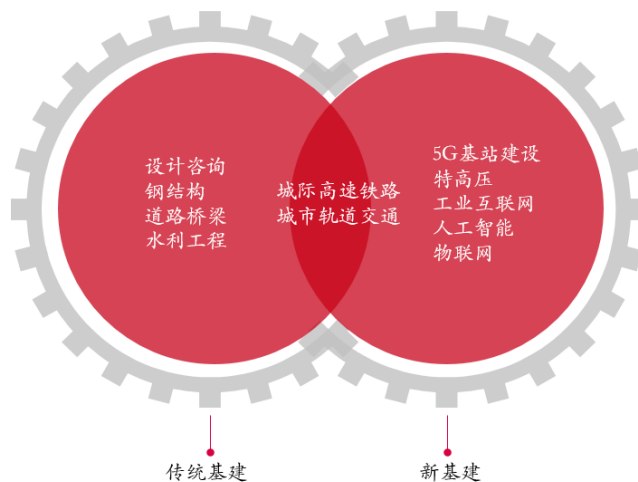 设计咨询
钢结构
道路桥梁
水利工程
城际高速铁路
城市轨道交通
5G基站建设
特高压
工业互联网
人工智能
物联网
传统基建
新基建